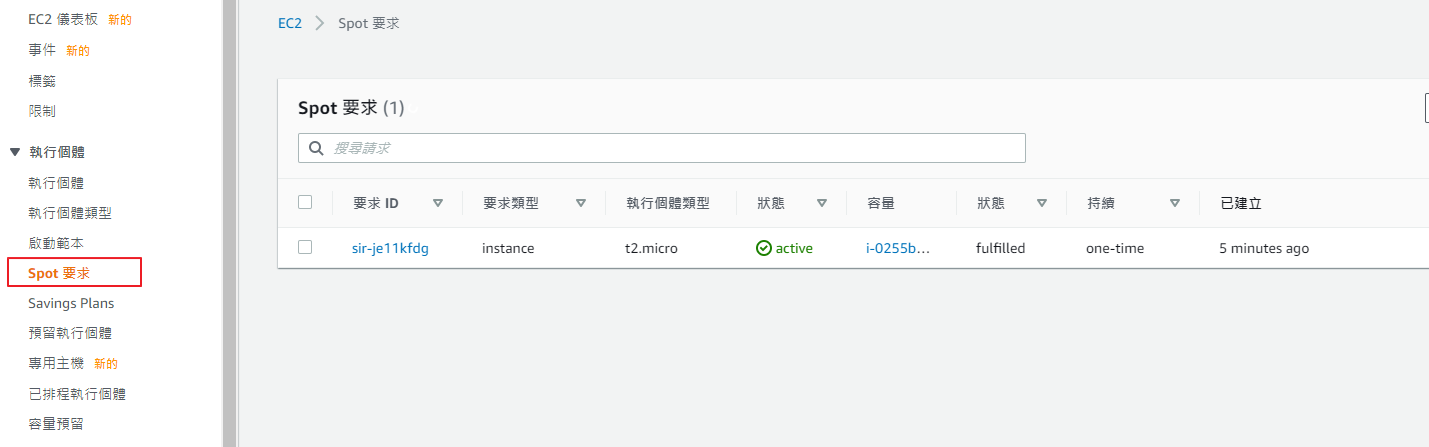 EC2 儀表板 新的
事件 新的
標籤
限制
執行個體
執行個體
執行個體類型
啟動範本
Spot 要求
Savings Plans
預留執行個體
專用主機 新的
已排程執行個體
容量預留
EC2 Spot 要求
Spot 要求 (1)
搜尋請求
要求 ID 要求類型 執行個體類型 狀態 容量 狀態 持續 已建立
sir-je11kfdg instance t2.micro active i-0255b... fulfilled one-time 5 minutes ago